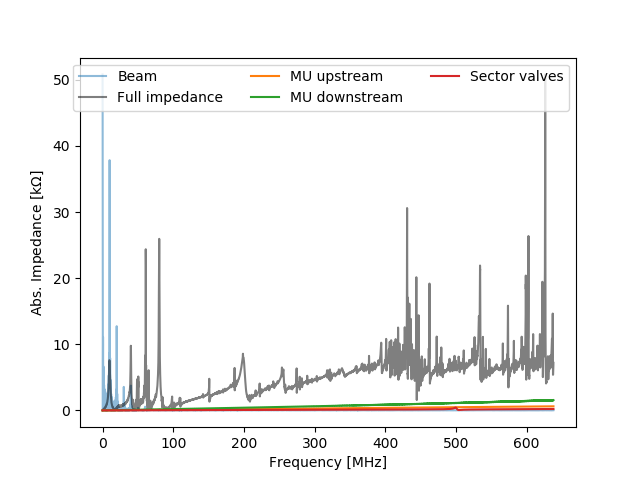 Beam
Full impedance
MU upstream
MU downstream
Sector valves
Abs. Impedance [kΩ]
50
40
30
20
10
0
0 100 200 300 400 500 600
Frequency [MHz]